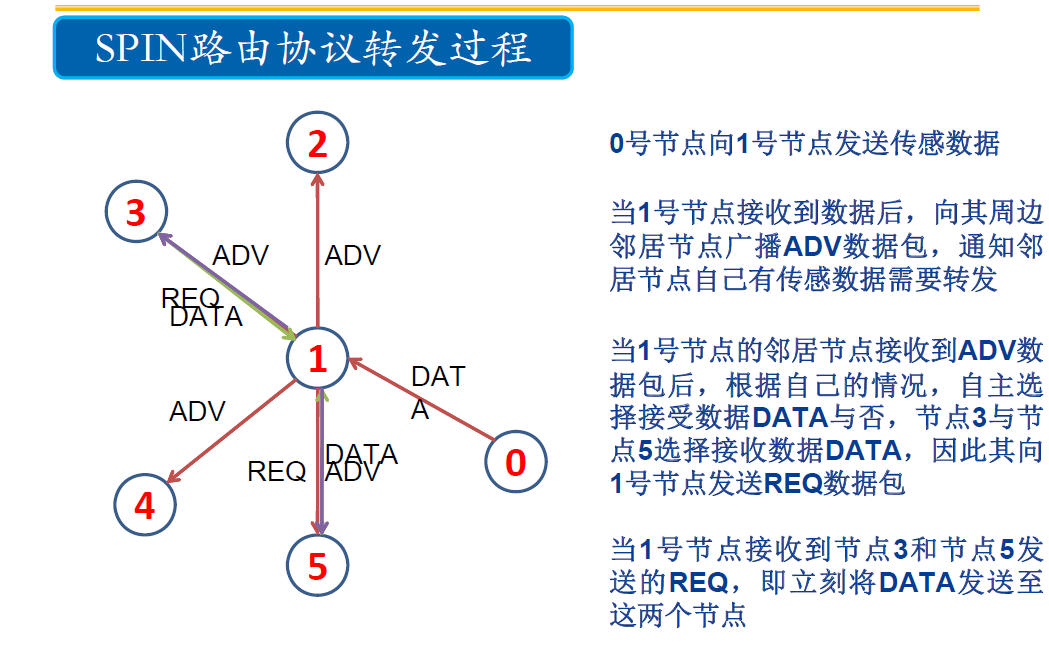 SPIN路由协议转发过程
2
3
ADV
ADV
REQ
DATA
1
DAT
A
ADV
DATA
REQ
ADV
0
4
5
0号节点向1号节点发送传感数据
当1号节点接收到数据后，向其周边
邻居节点广播ADV数据包，通知邻
居节点自己有传感数据需要转发
当1号节点的邻居节点接收到ADV数
据包后，根据自己的情况，自主选
择接受数据DATA与否，节点3与节
点5选择接收数据DATA，因此其向
1号节点发送REQ数据包
当1号节点接收到节点3和节点5发
送的REQ，即立刻将DATA发送至
这两个节点